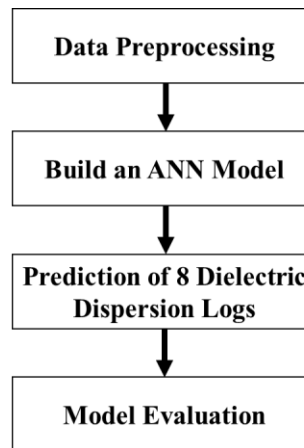 Data Preprocessing
Build an ANN Model
Prediction of 8 Dielectric
Dispersion Logs
Model Evaluation